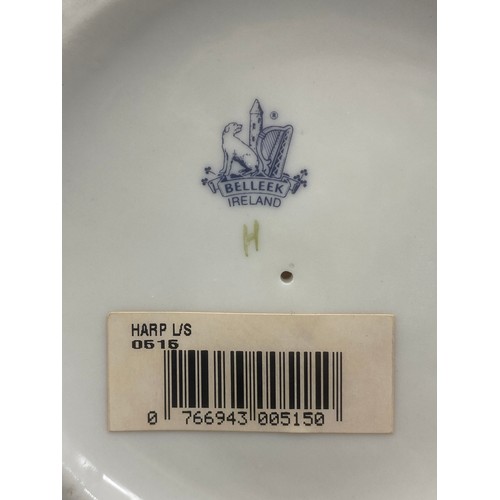 ®
BELLEEK
IRELAND
H
HARP L/S
0515
0 766943 005150